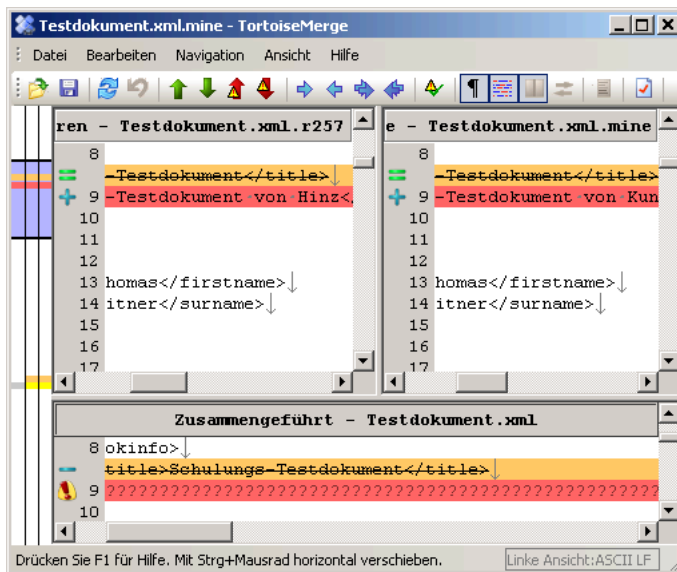 Testdokument.xml.mine - TortoiseMerge
Datei Bearbeiten Navigation Ansicht Hilfe
ren - Testdokument.xml.r257
8
-Testdokument</title>↓
9 -Testdokument·von·Hinz<
10
11
12
13 homas</firstname>↓
14 itner</surname>↓
15
16
17
e - Testdokument.xml.mine
8
-Testdokument</title>
9 -Testdokument·von·Kun
10
11
12
13 homas</firstname>↓
14 itner</surname>↓
15
16
17
Zusammengeführt - Testdokument.xml
8 okinfo>↓
title>Schulungs-Testdokument</title>↓
9 ??????????????????????????????????????????????????????
10
Drücken Sie F1 für Hilfe. Mit Strg+Mausrad horizontal verschieben.
Linke Ansicht:ASCII LF